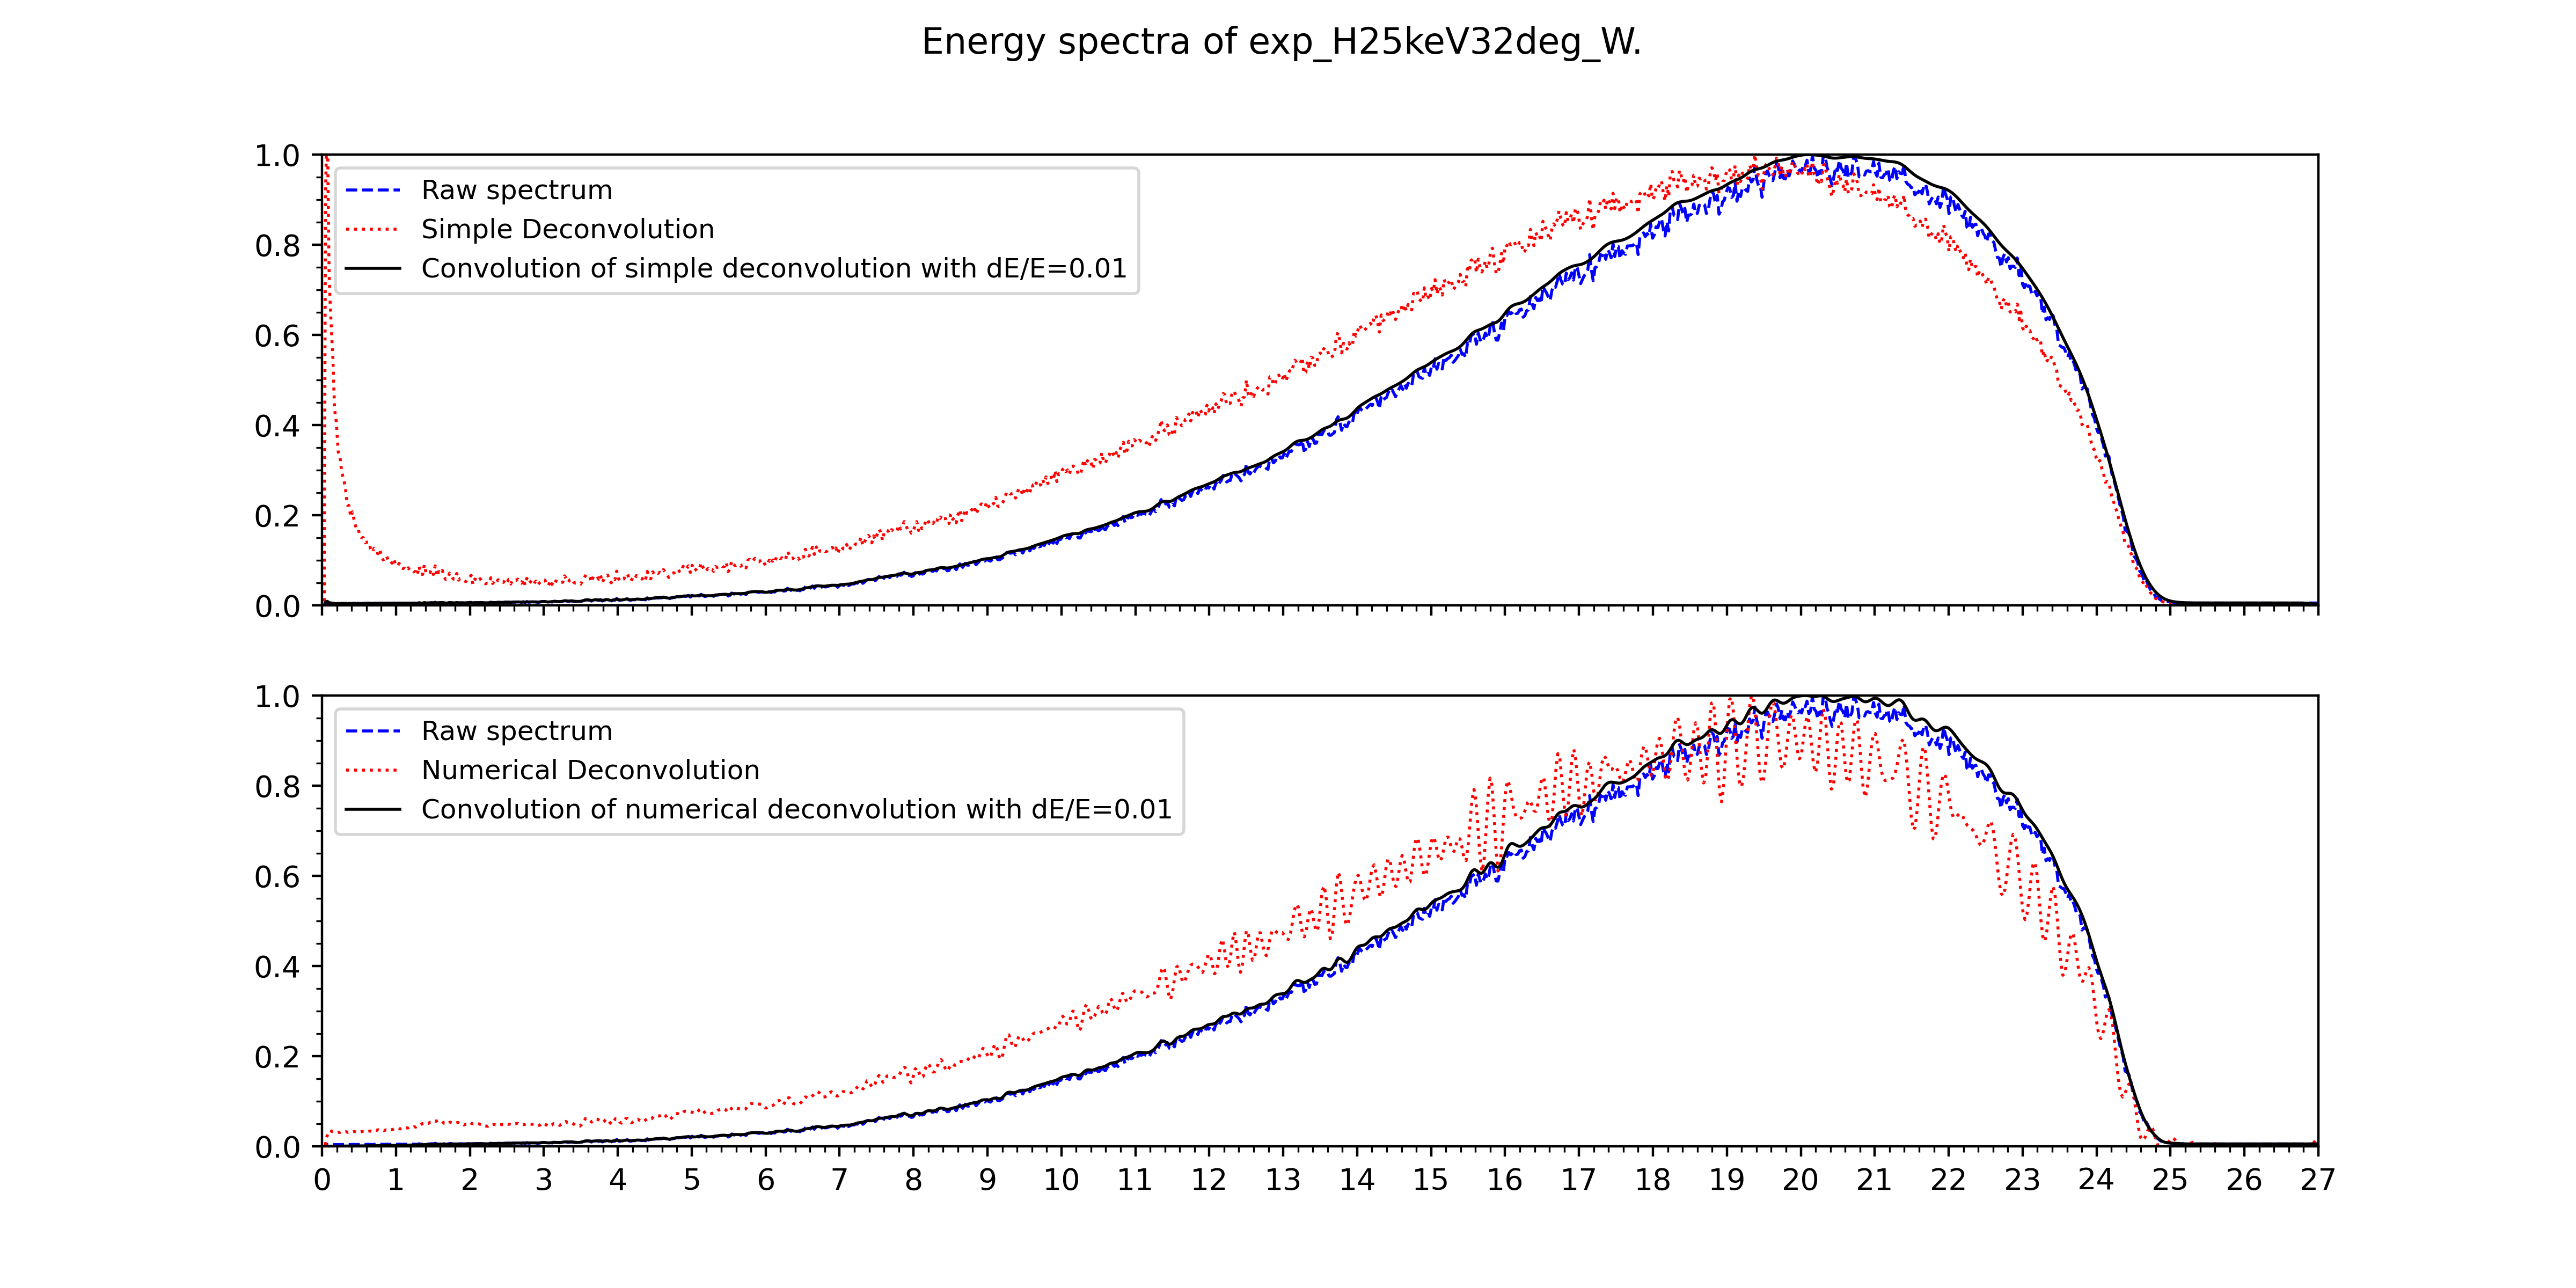 Energy spectra of exp_H25keV32deg_W.
1.0
0.8
0.6
0.4
0.2
0.0
Raw spectrum
Simple Deconvolution
Convolution of simple deconvolution with dE/E=0.01
1.0
0.8
0.6
0.4
0.2
0.0
Raw spectrum
Numerical Deconvolution
Convolution of numerical deconvolution with dE/E=0.01
0 1 2 3 4 5 6 7 8 9 10 11 12 13 14 15 16 17 18 19 20 21 22 23 24 25 26 27